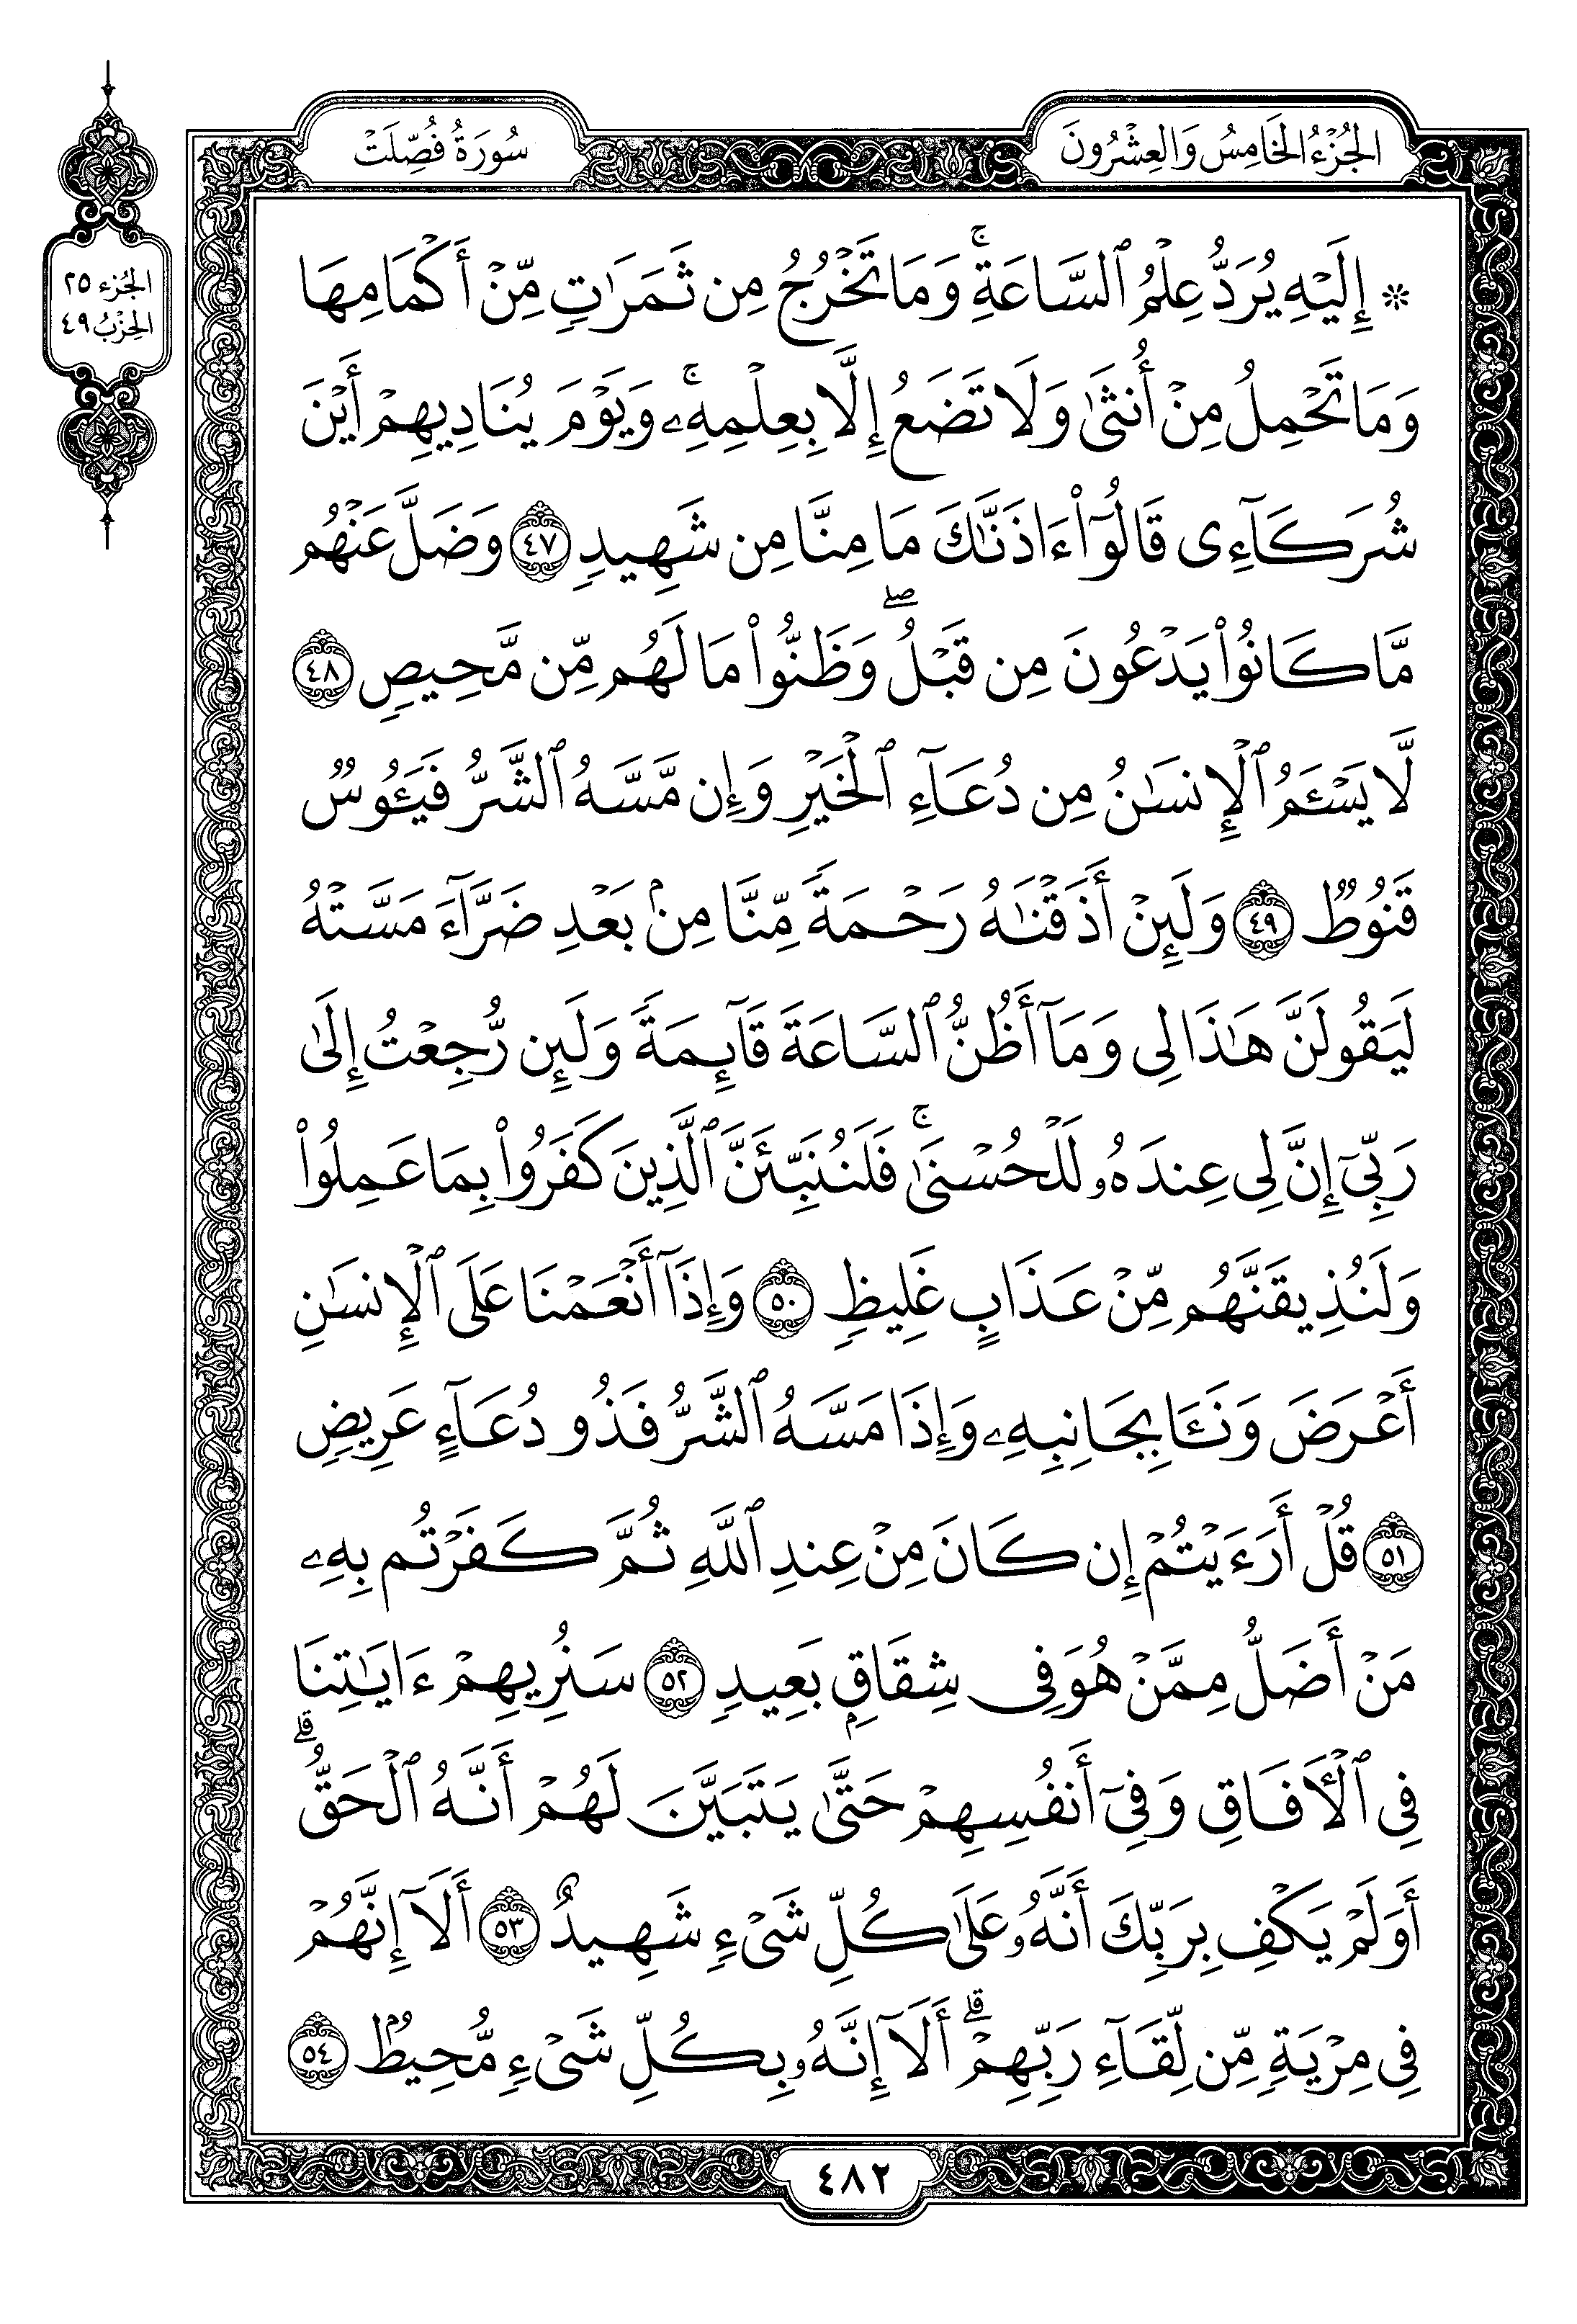 الجُزْءُ الخَامِسُ وَالعِشْرُونَ
سُورَةُ فُصِّلَتْ
الجُزء ٢٥
الحِزْبُ ٤٩
۞ إِلَيْهِ يُرَدُّ عِلْمُ ٱلسَّاعَةِۚ وَمَا تَخْرُجُ مِن ثَمَرَٰتٍ مِّنْ أَكْمَامِهَا
وَمَا تَحْمِلُ مِنْ أُنثَىٰ وَلَا تَضَعُ إِلَّا بِعِلْمِهِۦۚ وَيَوْمَ يُنَادِيهِمْ أَيْنَ
شُرَكَآءِى قَالُوٓا۟ ءَاذَنَّـٰكَ مَا مِنَّا مِن شَهِيدٍ ٤٧ وَضَلَّ عَنْهُم
مَّا كَانُوا۟ يَدْعُونَ مِن قَبْلُۖ وَظَنُّوا۟ مَا لَهُم مِّن مَّحِيصٍ ٤٨
لَّا يَسْـَٔمُ ٱلْإِنسَـٰنُ مِن دُعَآءِ ٱلْخَيْرِ وَإِن مَّسَّهُ ٱلشَّرُّ فَيَـُٔوسٌ
قَنُوطٌ ٤٩ وَلَئِنْ أَذَقْنَـٰهُ رَحْمَةً مِّنَّا مِنۢ بَعْدِ ضَرَّآءَ مَسَّتْهُ
لَيَقُولَنَّ هَـٰذَا لِى وَمَآ أَظُنُّ ٱلسَّاعَةَ قَآئِمَةً وَلَئِن رُّجِعْتُ إِلَىٰ
رَبِّىٓ إِنَّ لِى عِندَهُۥ لَلْحُسْنَىٰۚ فَلَنُنَبِّئَنَّ ٱلَّذِينَ كَفَرُوا۟ بِمَا عَمِلُوا۟
وَلَنُذِيقَنَّهُم مِّنْ عَذَابٍ غَلِيظٍ ٥٠ وَإِذَآ أَنْعَمْنَا عَلَى ٱلْإِنسَـٰنِ
أَعْرَضَ وَنَـَٔا بِجَانِبِهِۦ وَإِذَا مَسَّهُ ٱلشَّرُّ فَذُو دُعَآءٍ عَرِيضٍ
٥١ قُلْ أَرَءَيْتُمْ إِن كَانَ مِنْ عِندِ ٱللَّهِ ثُمَّ كَفَرْتُم بِهِۦ
مَنْ أَضَلُّ مِمَّنْ هُوَ فِى شِقَاقٍۭ بَعِيدٍ ٥٢ سَنُرِيهِمْ ءَايَـٰتِنَا
فِى ٱلْـَٔافَاقِ وَفِىٓ أَنفُسِهِمْ حَتَّىٰ يَتَبَيَّنَ لَهُمْ أَنَّهُ ٱلْحَقُّۗ
أَوَلَمْ يَكْفِ بِرَبِّكَ أَنَّهُۥ عَلَىٰ كُلِّ شَىْءٍ شَهِيدٌ ٥٣ أَلَآ إِنَّهُمْ
فِى مِرْيَةٍ مِّن لِّقَآءِ رَبِّهِمْۗ أَلَآ إِنَّهُۥ بِكُلِّ شَىْءٍ مُّحِيطٌۢ ٥٤
٤٨٢